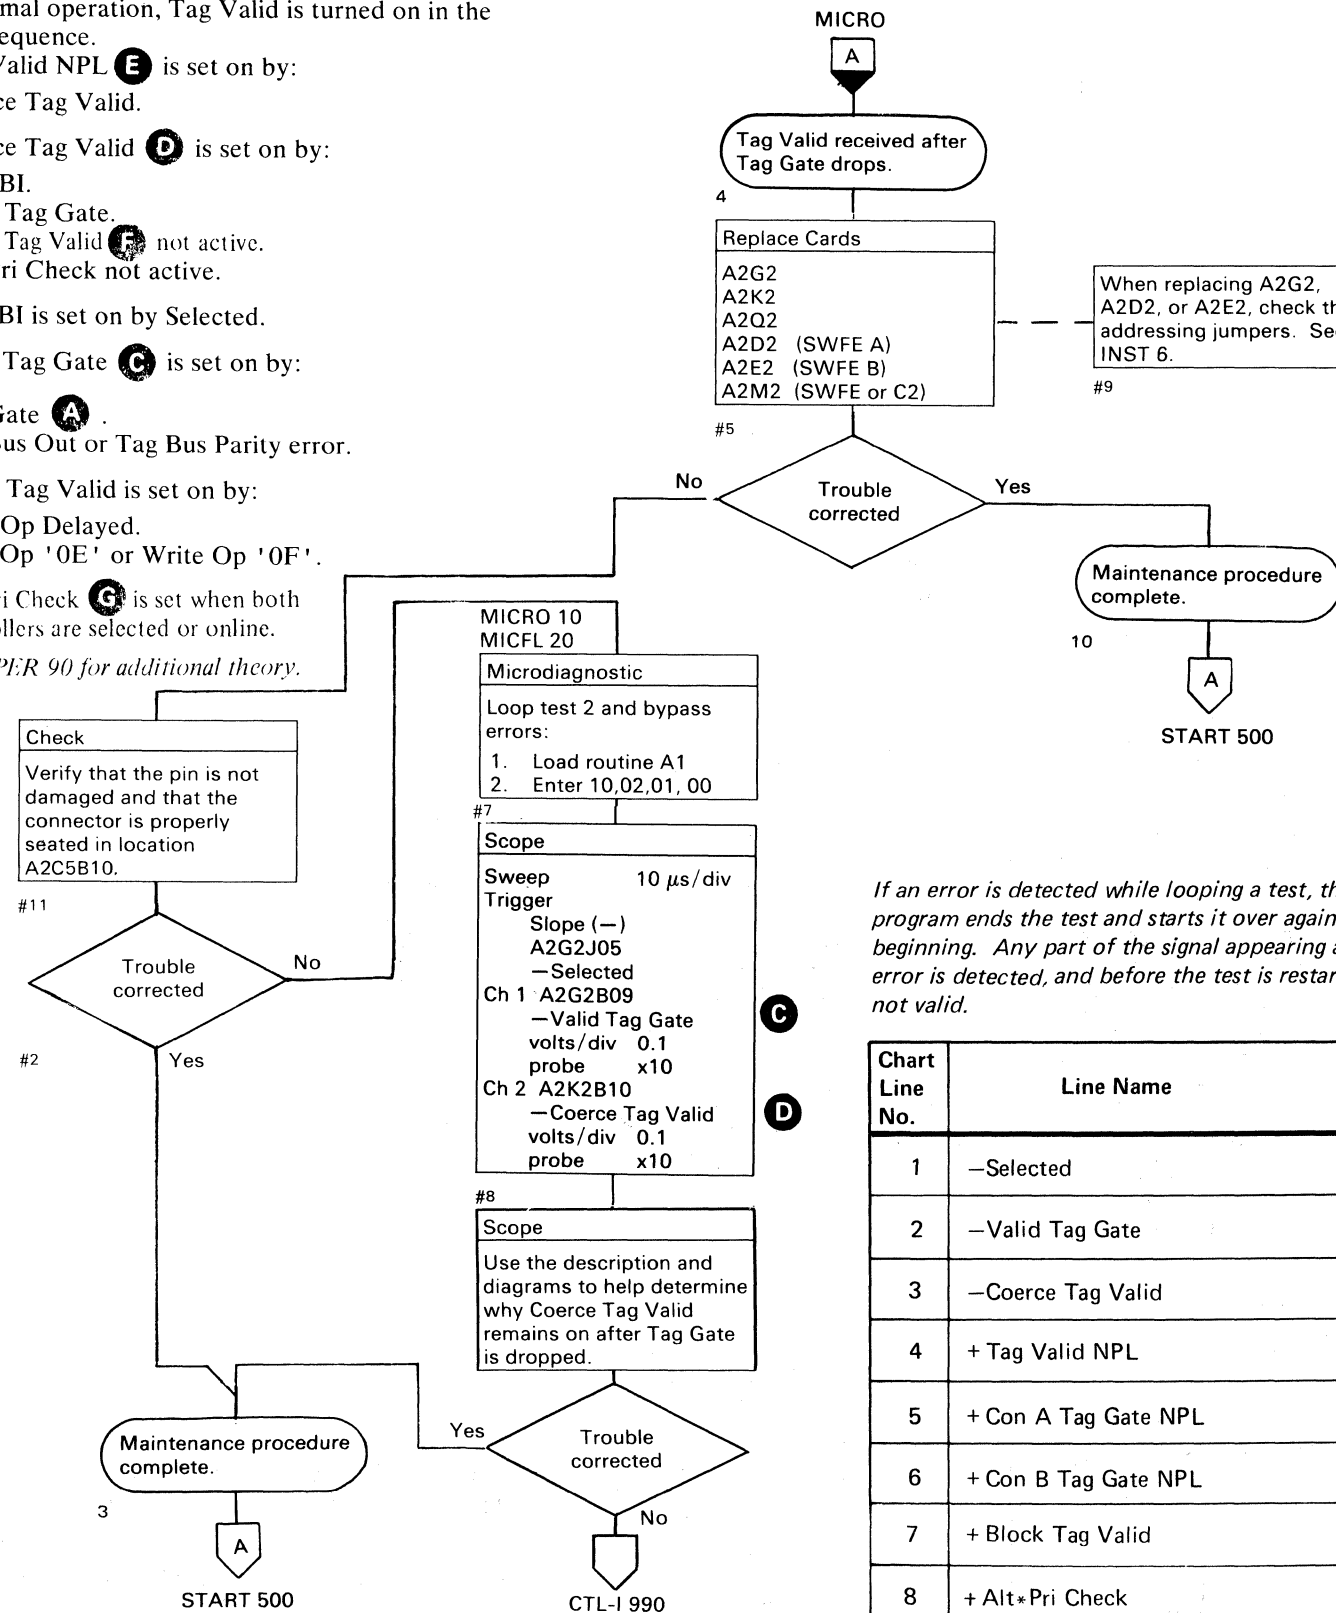 mal operation, Tag Valid is turned on in the
equence.
Valid NPL E is set on by:
ce Tag Valid.
ce Tag Valid D is set on by:
BI.
Tag Gate.
Tag Valid F not active.
ri Check not active.
BI is set on by Selected.
Tag Gate C is set on by:
Gate A .
Bus Out or Tag Bus Parity error.
Tag Valid is set on by:
Op Delayed.
Op '0E' or Write Op '0F'.
ri Check G is set when both
ollers are selected or online.
PER 90 for additional theory.
MICRO
A
Tag Valid received after
Tag Gate drops.
4
Replace Cards
A2G2
A2K2
A2Q2
A2D2 (SWFE A)
A2E2 (SWFE B)
A2M2 (SWFE or C2)
#5
When replacing A2G2,
A2D2, or A2E2, check th
addressing jumpers. See
INST 6.
#9
No
Trouble
corrected
Yes
Maintenance procedure
complete.
10
A
START 500
Check
Verify that the pin is not
damaged and that the
connector is properly
seated in location
A2C5B10.
#11
Trouble
corrected
No
#2
Yes
MICRO 10
MICFL 20
Microdiagnostic
Loop test 2 and bypass
errors:
1. Load routine A1
2. Enter 10,02,01, 00
#7
Scope
Sweep 10 μs/div
Trigger
Slope (—)
A2G2J05
—Selected
Ch 1 A2G2B09
—Valid Tag Gate
volts/div 0.1
probe x10
C
Ch 2 A2K2B10
—Coerce Tag Valid
volts/div 0.1
probe x10
D
#8
Scope
Use the description and
diagrams to help determine
why Coerce Tag Valid
remains on after Tag Gate
is dropped.
Yes
Trouble
corrected
No
CTL-I 990
Maintenance procedure
complete.
3
A
START 500
If an error is detected while looping a test, th
program ends the test and starts it over again
beginning. Any part of the signal appearing a
error is detected, and before the test is restar
not valid.
Chart
Line
No.
Line Name
1 —Selected
2 —Valid Tag Gate
3 —Coerce Tag Valid
4 + Tag Valid NPL
5 + Con A Tag Gate NPL
6 + Con B Tag Gate NPL
7 + Block Tag Valid
8 + Alt*Pri Check